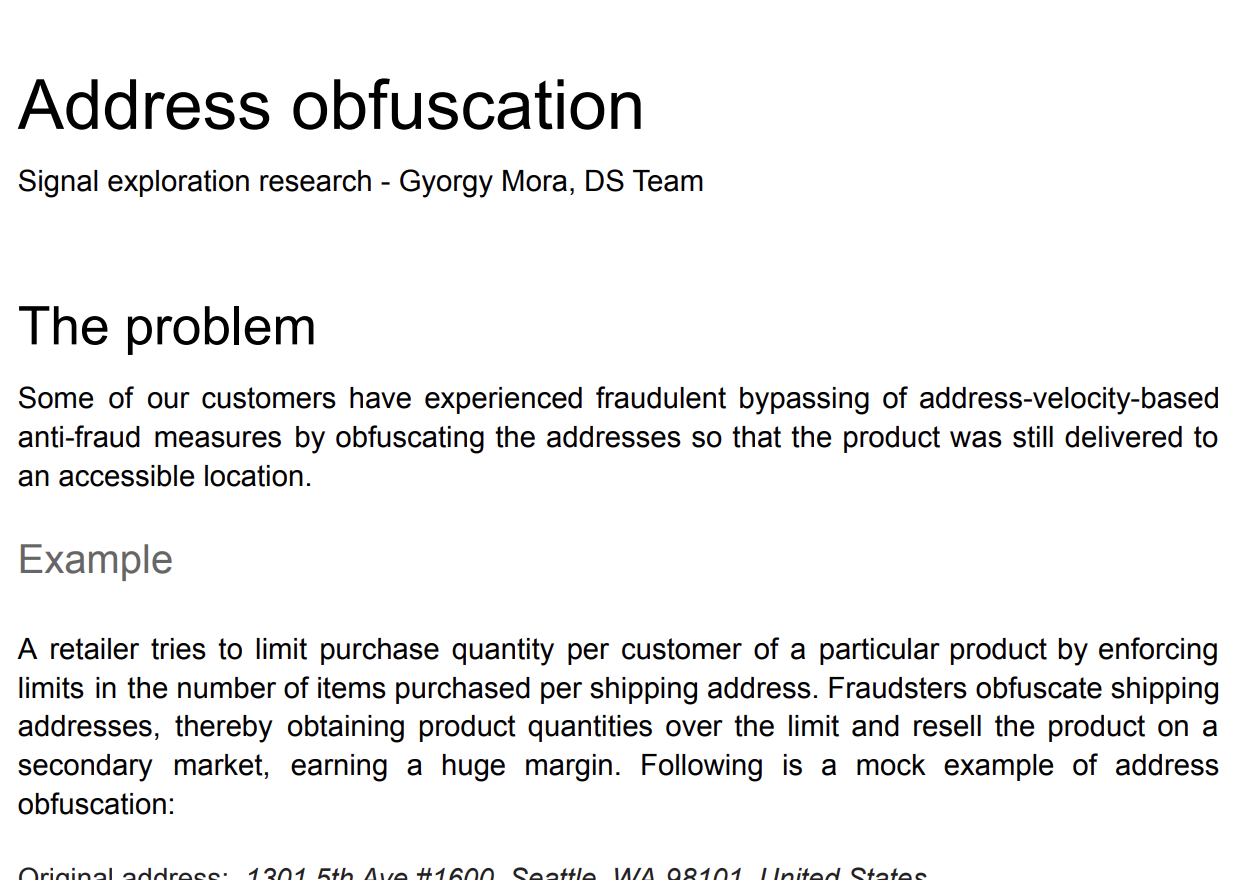 Address obfuscation
Signal exploration research - Gyorgy Mora, DS Team
The problem
Some of our customers have experienced fraudulent bypassing of address-velocity-based
anti-fraud measures by obfuscating the addresses so that the product was still delivered to
an accessible location.
Example
A retailer tries to limit purchase quantity per customer of a particular product by enforcing
limits in the number of items purchased per shipping address. Fraudsters obfuscate shipping
addresses, thereby obtaining product quantities over the limit and resell the product on a
secondary market, earning a huge margin. Following is a mock example of address
obfuscation:
Original address: 1301 5th Ave #1600, Seattle, WA 98101, United States